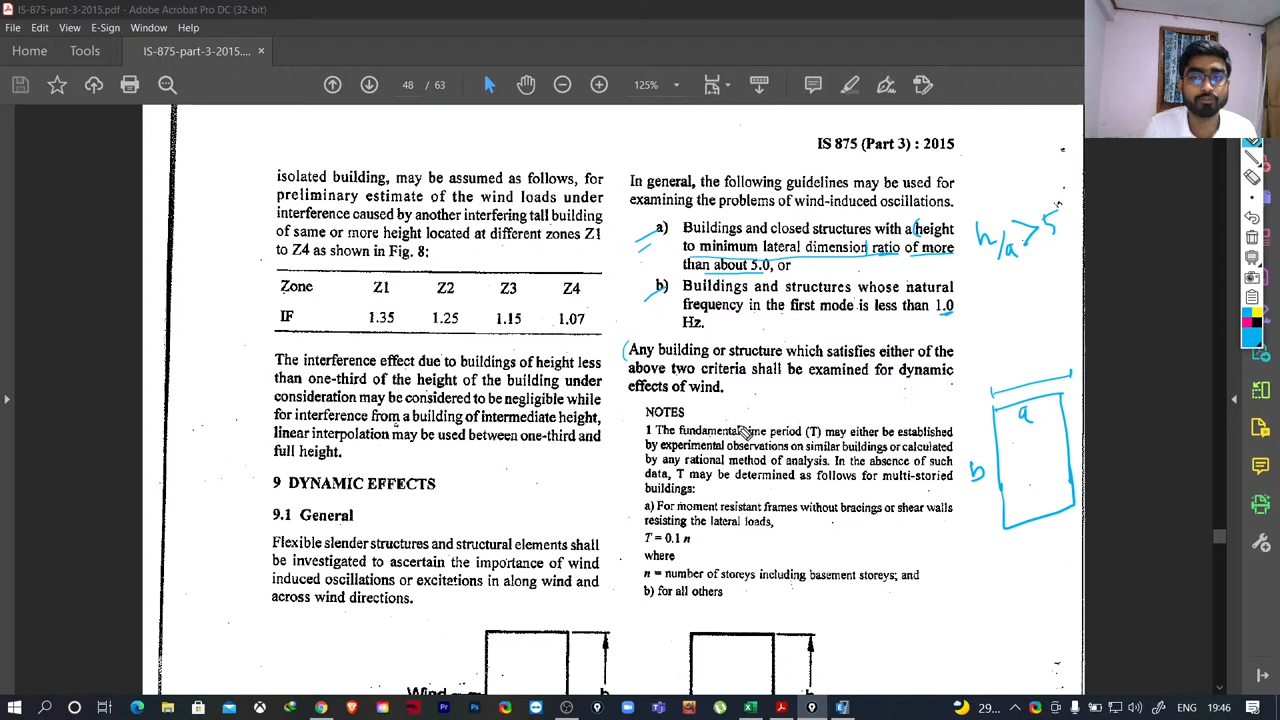 IS-875-part-3-2015.pdf - Adobe Acrobat Pro DC (32-bit)
File Edit View E-Sign Window Help
Home Tools IS-875-part-3-2015.... ×
48 / 63 125%
IS 875 (Part 3) : 2015
isolated building, may be assumed as follows, for
preliminary estimate of the wind loads under
interference caused by another interfering tall building
of same or more height located at different zones Z1
to Z4 as shown in Fig. 8:
Zone Z1 Z2 Z3 Z4
IF 1.35 1.25 1.15 1.07
The interference effect due to buildings of height less
than one-third of the height of the building under
consideration may be considered to be negligible while
for interference from a building of intermediate height,
linear interpolation may be used between one-third and
full height.
9 DYNAMIC EFFECTS
9.1 General
Flexible slender structures and structural elements shall
be investigated to ascertain the importance of wind
induced oscillations or excitations in along wind and
across wind directions.
In general, the following guidelines may be used for
examining the problems of wind-induced oscillations.
a) Buildings and closed structures with a height
to minimum lateral dimension ratio of more
than about 5.0, or
b) Buildings and structures whose natural
frequency in the first mode is less than 1.0
Hz.
Any building or structure which satisfies either of the
above two criteria shall be examined for dynamic
effects of wind.
NOTES
1 The fundamental time period (T) may either be established
by experimental observations on similar buildings or calculated
by any rational method of analysis. In the absence of such
data, T may be determined as follows for multi-storied
buildings:
a) For moment resistant frames without bracings or shear walls
resisting the lateral loads,
T = 0.1 n
where
n = number of storeys including basement storeys; and
b) for all others
h/a > 5
a
b
Wind
h
h
29...
ENG
19:46